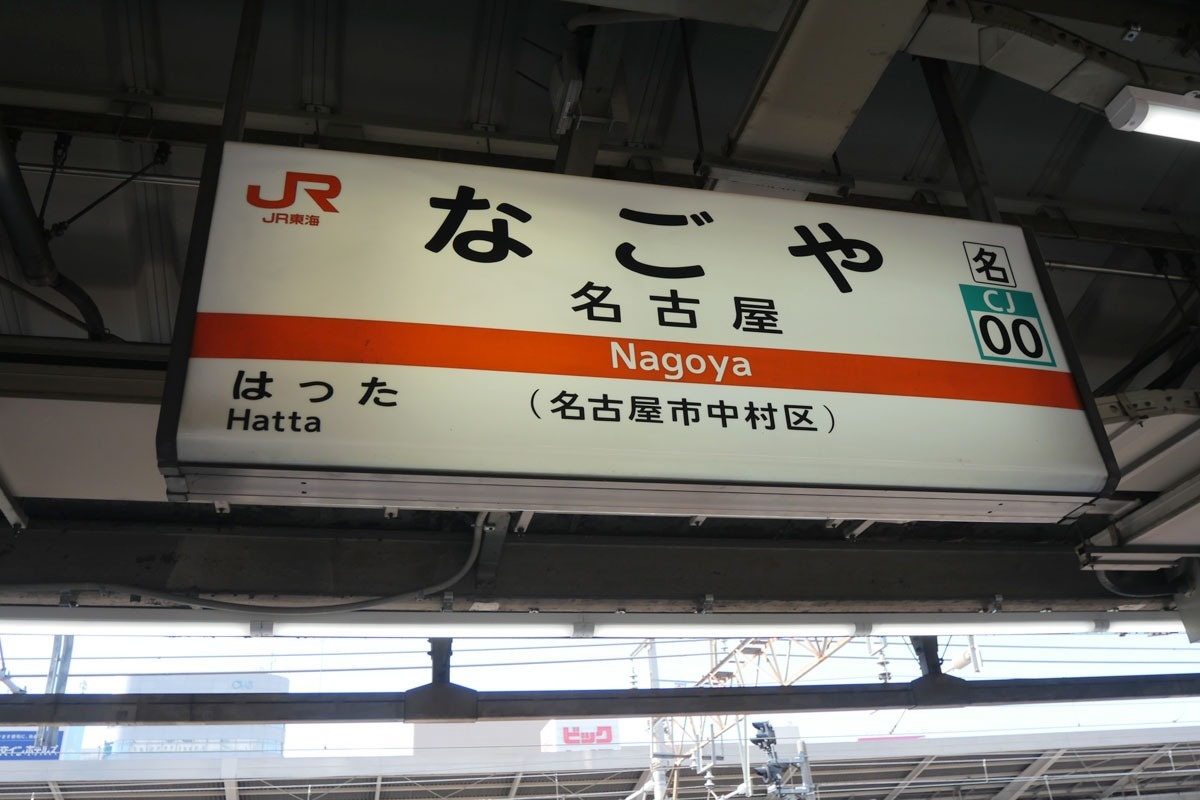 JR
JR東海
なごや
名古屋
名
CJ
00
Nagoya
はった
Hatta
(名古屋市中村区)
ビック